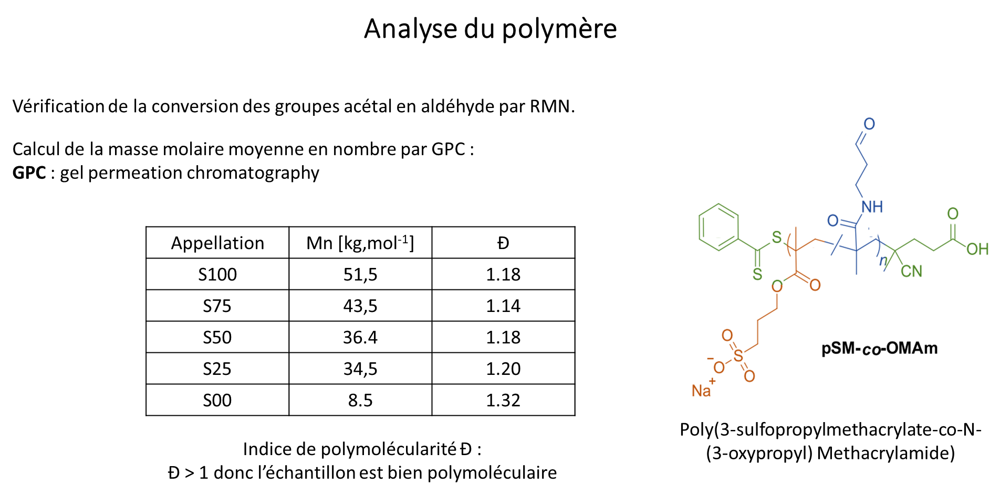 Analyse du polymère
Vérification de la conversion des groupes acétal en aldéhyde par RMN.
Calcul de la masse molaire moyenne en nombre par GPC :
GPC : gel permeation chromatography
Appellation Mn [kg,mol-1] Đ
S100 51,5 1.18
S75 43,5 1.14
S50 36.4 1.18
S25 34,5 1.20
S00 8.5 1.32
Indice de polymolécularité Đ :
Đ > 1 donc l’échantillon est bien polymoléculaire
O
NH
O
O
S
OH
n
CN
S
O
O
O
S
−
O
O
+
Na
pSM-co-OMAm
Poly(3-sulfopropylmethacrylate-co-N-
(3-oxypropyl) Methacrylamide)